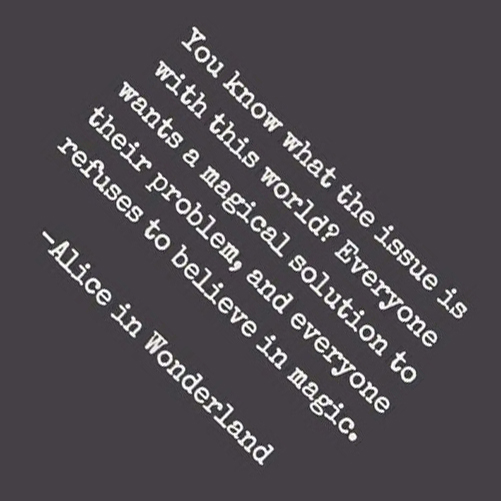 You know what the issue is
with this world? Everyone
wants a magical solution to
their problem, and everyone
refuses to believe in magic.
-Alice in Wonderland